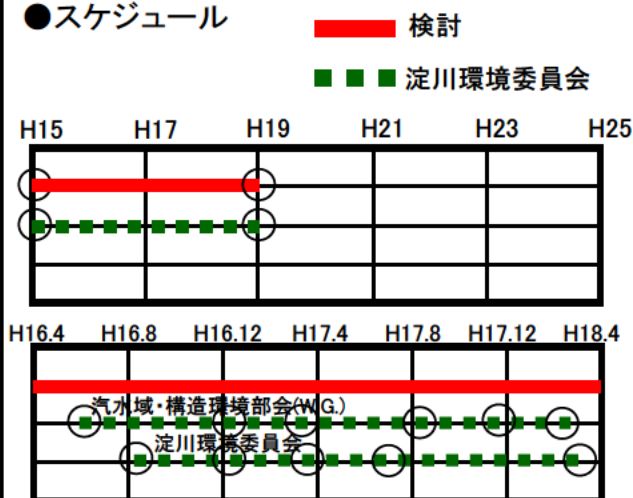 ●スケジュール
検討
淀川環境委員会
H15 H17 H19 H21 H23 H25
H16.4 H16.8 H16.12 H17.4 H17.8 H17.12 H18.4
汽水域・構造環境部会(W.G.)
淀川環境委員会